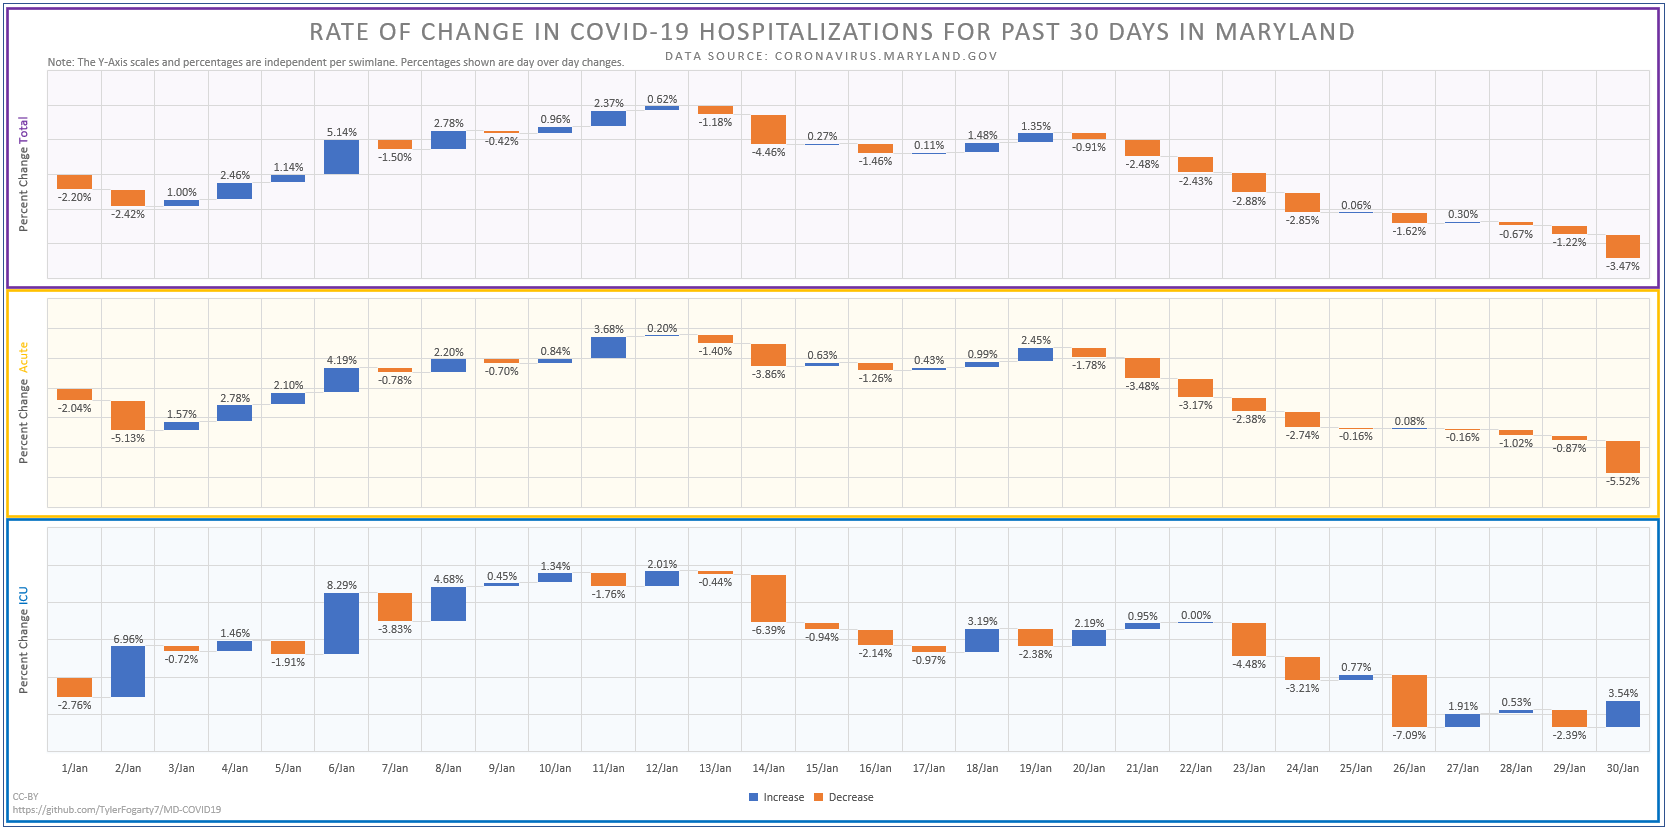 RATE OF CHANGE IN COVID-19 HOSPITALIZATIONS FOR PAST 30 DAYS IN MARYLAND
DATA SOURCE: CORONAVIRUS.MARYLAND.GOV
Note: The Y-Axis scales and percentages are independent per swimlane. Percentages shown are day over day changes.
Percent Change Total
-2.20% -2.42% 1.00% 2.46% 1.14% 5.14% -1.50% 2.78% -0.42% 0.96% 2.37% 0.62% -1.18% -4.46% 0.27% -1.46% 0.11% 1.48% 1.35% -0.91% -2.48% -2.43% -2.88% -2.85% 0.06% -1.62% 0.30% -0.67% -1.22% -3.47%
Percent Change Acute
-2.04% -5.13% 1.57% 2.78% 2.10% 4.19% -0.78% 2.20% -0.70% 0.84% 3.68% 0.20% -1.40% -3.86% 0.63% -1.26% 0.43% 0.99% 2.45% -1.78% -3.48% -3.17% -2.38% -2.74% -0.16% 0.08% -0.16% -1.02% -0.87% -5.52%
Percent Change ICU
-2.76% 6.96% -0.72% 1.46% -1.91% 8.29% -3.83% 4.68% 0.45% 1.34% -1.76% 2.01% -0.44% -6.39% -0.94% -2.14% -0.97% 3.19% -2.38% 2.19% 0.95% 0.00% -4.48% -3.21% 0.77% -7.09% 1.91% 0.53% -2.39% 3.54%
1/Jan 2/Jan 3/Jan 4/Jan 5/Jan 6/Jan 7/Jan 8/Jan 9/Jan 10/Jan 11/Jan 12/Jan 13/Jan 14/Jan 15/Jan 16/Jan 17/Jan 18/Jan 19/Jan 20/Jan 21/Jan 22/Jan 23/Jan 24/Jan 25/Jan 26/Jan 27/Jan 28/Jan 29/Jan 30/Jan
Increase Decrease
CC-BY
https://github.com/TylerFogarty7/MD-COVID19